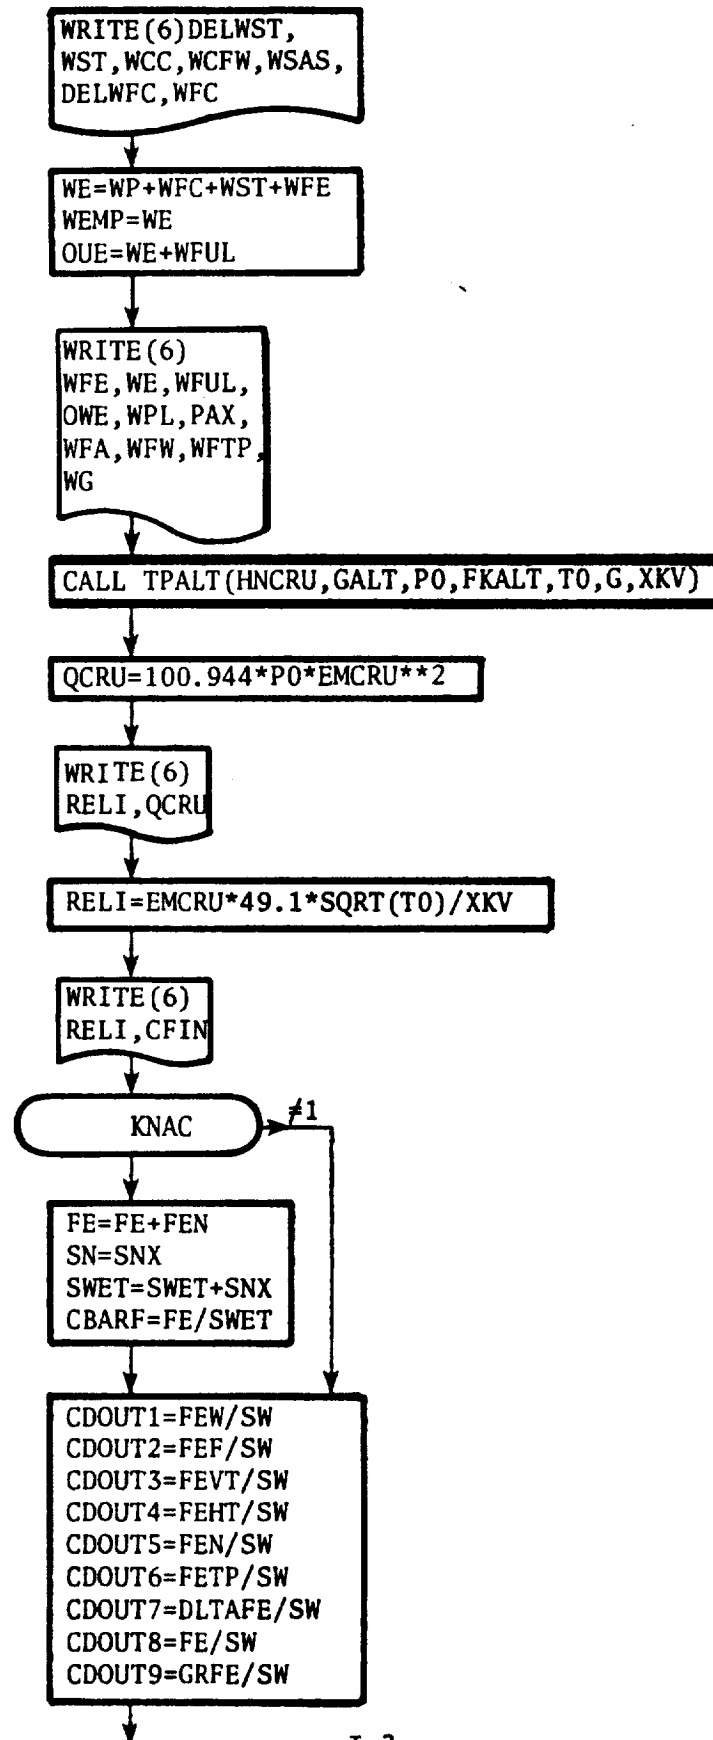 WRITE(6)DELWST,
WST,WCC,WCFW,WSAS,
DELWFC,WFC
WE=WP+WFC+WST+WFE
WEMP=WE
OUE=WE+WFUL
WRITE(6)
WFE,WE,WFUL,
OWE,WPL,PAX,
WFA,WFW,WFTP,
WG
CALL TPALT(HNCRU,GALT,PO,FKALT,TO,G,XKV)
QCRU=100.944*PO*EMCRU**2
WRITE(6)
RELI,QCRU
RELI=EMCRU*49.1*SQRT(TO)/XKV
WRITE(6)
RELI,CFIN
KNAC
≠1
FE=FE+FEN
SN=SNX
SWET=SWET+SNX
CBARF=FE/SWET
CDOUT1=FEW/SW
CDOUT2=FEF/SW
CDOUT3=FEVT/SW
CDOUT4=FEHT/SW
CDOUT5=FEN/SW
CDOUT6=FETP/SW
CDOUT7=DLTAFE/SW
CDOUT8=FE/SW
CDOUT9=GRFE/SW